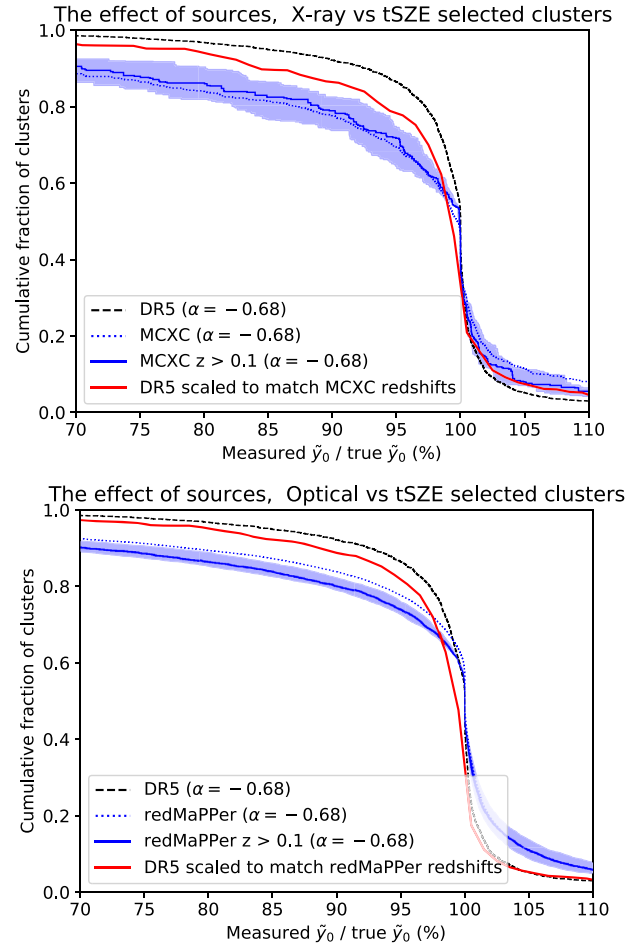 The effect of sources,  X-ray vs tSZE selected clusters
1.0
0.8
0.6
0.4
0.2
0.0
Cumulative fraction of clusters
DR5 (α = −0.68)
MCXC (α = −0.68)
MCXC z > 0.1 (α = −0.68)
DR5 scaled to match MCXC redshifts
70 75 80 85 90 95 100 105 110
Measured ỹ₀ / true ỹ₀ (%)
The effect of sources,  Optical vs tSZE selected clusters
1.0
0.8
0.6
0.4
0.2
0.0
Cumulative fraction of clusters
DR5 (α = −0.68)
redMaPPer (α = −0.68)
redMaPPer z > 0.1 (α = −0.68)
DR5 scaled to match redMaPPer redshifts
70 75 80 85 90 95 100 105 110
Measured ỹ₀ / true ỹ₀ (%)